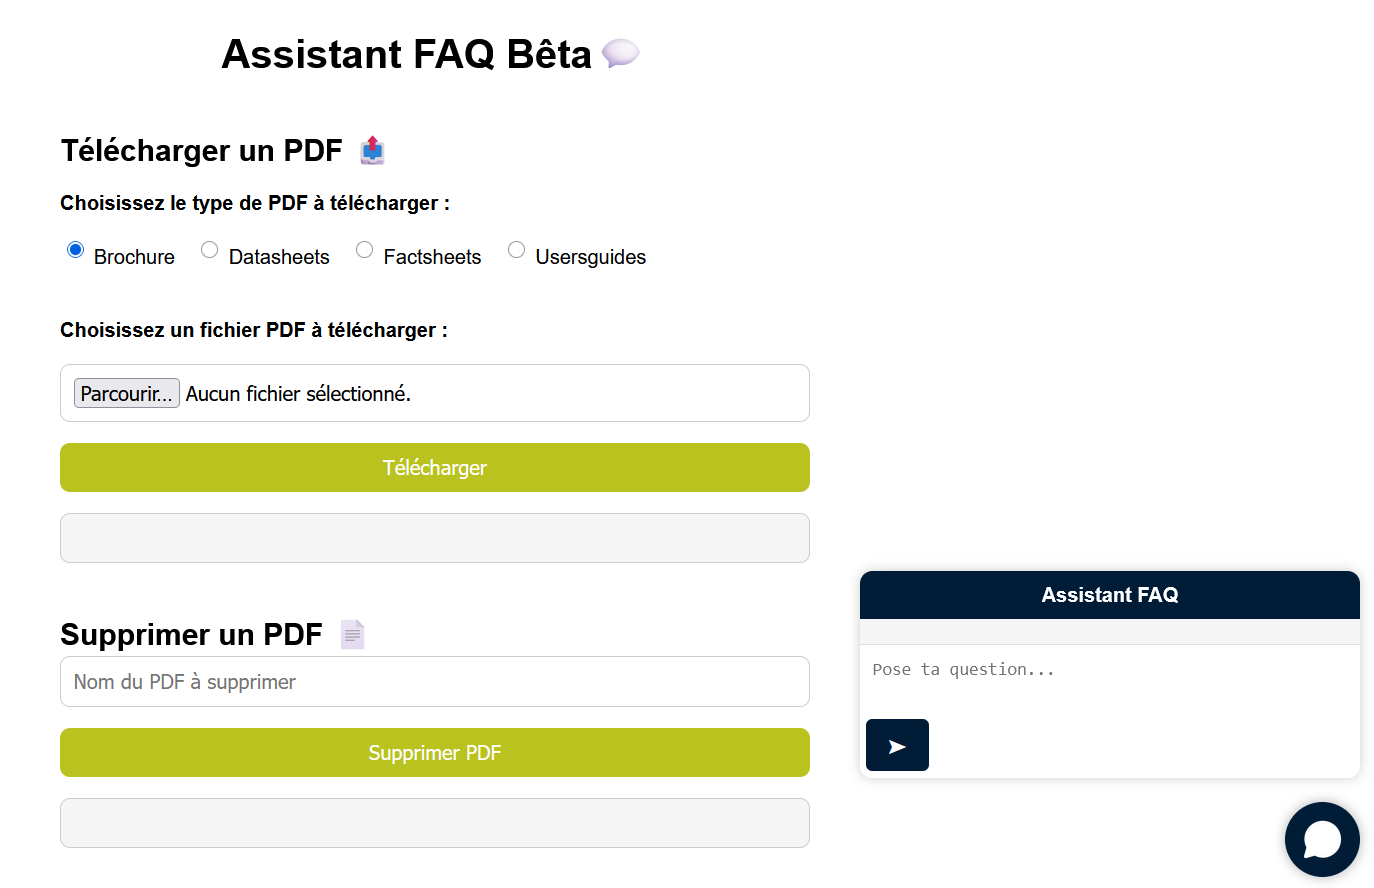 Assistant FAQ Bêta
Télécharger un PDF
Choisissez le type de PDF à télécharger :
Brochure Datasheets Factsheets Usersguides
Choisissez un fichier PDF à télécharger :
Parcourir... Aucun fichier sélectionné.
Télécharger
Supprimer un PDF
Nom du PDF à supprimer
Supprimer PDF
Assistant FAQ
Pose ta question...